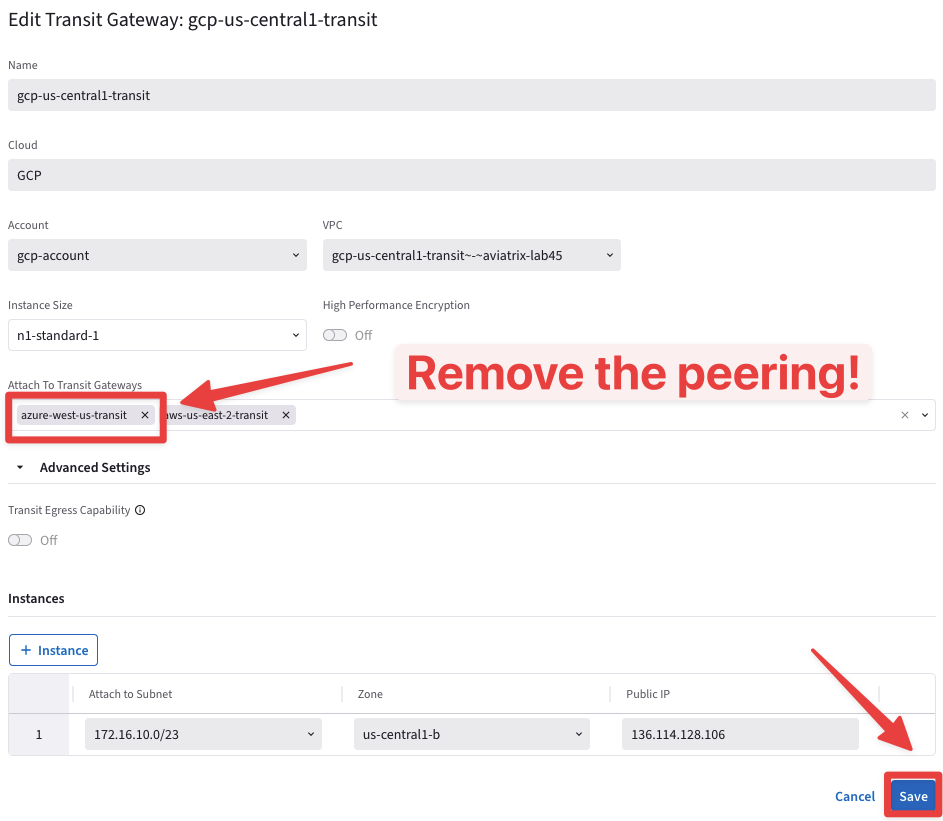 Edit Transit Gateway: gcp-us-central1-transit
Name
gcp-us-central1-transit
Cloud
GCP
Account
VPC
gcp-account
gcp-us-central1-transit~-~aviatrix-lab45
Instance Size
High Performance Encryption
n1-standard-1
Off
Remove the peering!
Attach To Transit Gateways
azure-west-us-transit
aws-us-east-2-transit
Advanced Settings
Transit Egress Capability
Off
Instances
+ Instance
Attach to Subnet
Zone
Public IP
1
172.16.10.0/23
us-central1-b
136.114.128.106
Cancel
Save